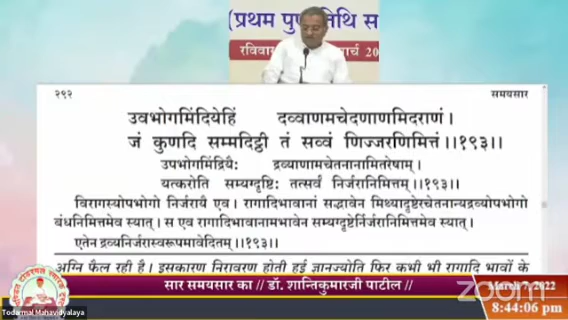 (प्रथम पुण्यतिथि स
रविवा
मार्च 20
२९२
समयसार
उवभोगमिंदियेहिं दव्वाणमचेदणाणमिदराणं।
जं कुणदि सम्मदिट्ठी तं सव्वं णिज्जरणिमित्तं।।१९३।।
उपभोगमिंद्रियैः द्रव्याणामचेतनानामितरेषाम्।
यत्करोति सम्यग्दृष्टिः तत्सर्वं निर्जरानिमित्तम्।।१९३।।
विरागस्योपभोगो निर्जरायै एव। रागादिभावानां सद्भावेन मिथ्यादृष्टेरचेतनान्यद्रव्योपभोगो
बंधनिमित्तमेव स्यात्। स एव रागादिभावानामभावेन सम्यग्दृष्टेर्निर्जरानिमित्तमेव स्यात्।
एतेन द्रव्यनिर्जरास्वरूपमावेदितम्।।१९३।।
अग्नि फैल रही है। इसकारण निरावरण होती हुई ज्ञानज्योति फिर कभी भी रागादि भावों के
सार समयसार का // डॉ. शान्तिकुमारजी पाटील //
March 7, 2022
zoom
Todarmal Mahavidyalaya
8:44:06 pm